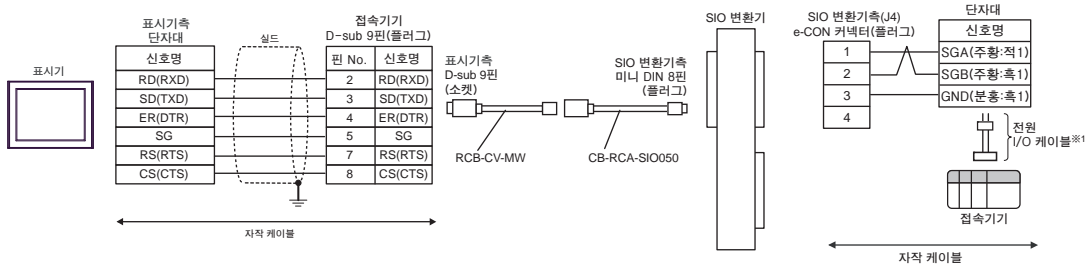 표시기
표시기측
단자대
실드
접속기기
D-sub 9핀(플러그)
신호명
핀 No. 신호명
RD(RXD) 2 RD(RXD)
SD(TXD) 3 SD(TXD)
ER(DTR) 4 ER(DTR)
SG 5 SG
RS(RTS) 7 RS(RTS)
CS(CTS) 8 CS(CTS)
자작 케이블
표시기측
D-sub 9핀
(소켓)
RCB-CV-MW
SIO 변환기측
미니 DIN 8핀
(플러그)
CB-RCA-SIO050
SIO 변환기
SIO 변환기측(J4)
e-CON 커넥터(플러그)
단자대
신호명
1 SGA(주황:적1)
2 SGB(주황:흑1)
3 GND(분홍:흑1)
4
전원
I/O 케이블※1
접속기기
자작 케이블